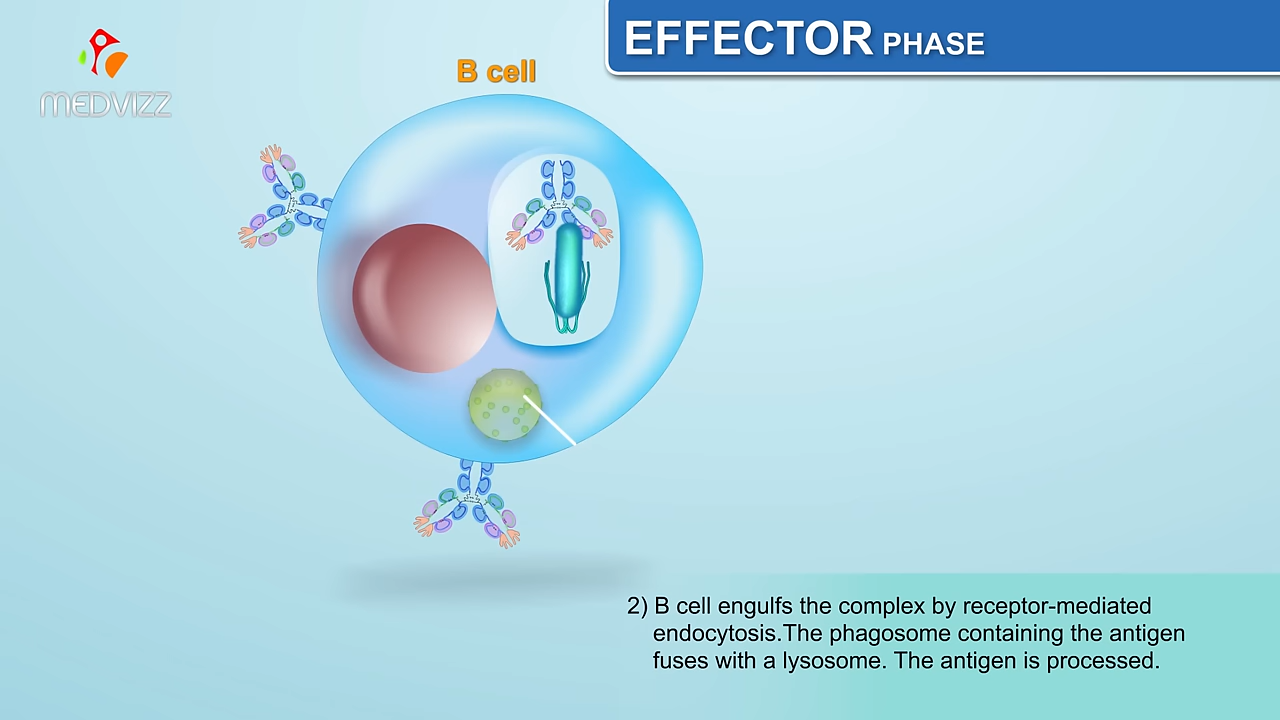 EFFECTOR PHASE
B cell
MEDVIZZ
2) B cell engulfs the complex by receptor-mediated
endocytosis.The phagosome containing the antigen
fuses with a lysosome. The antigen is processed.